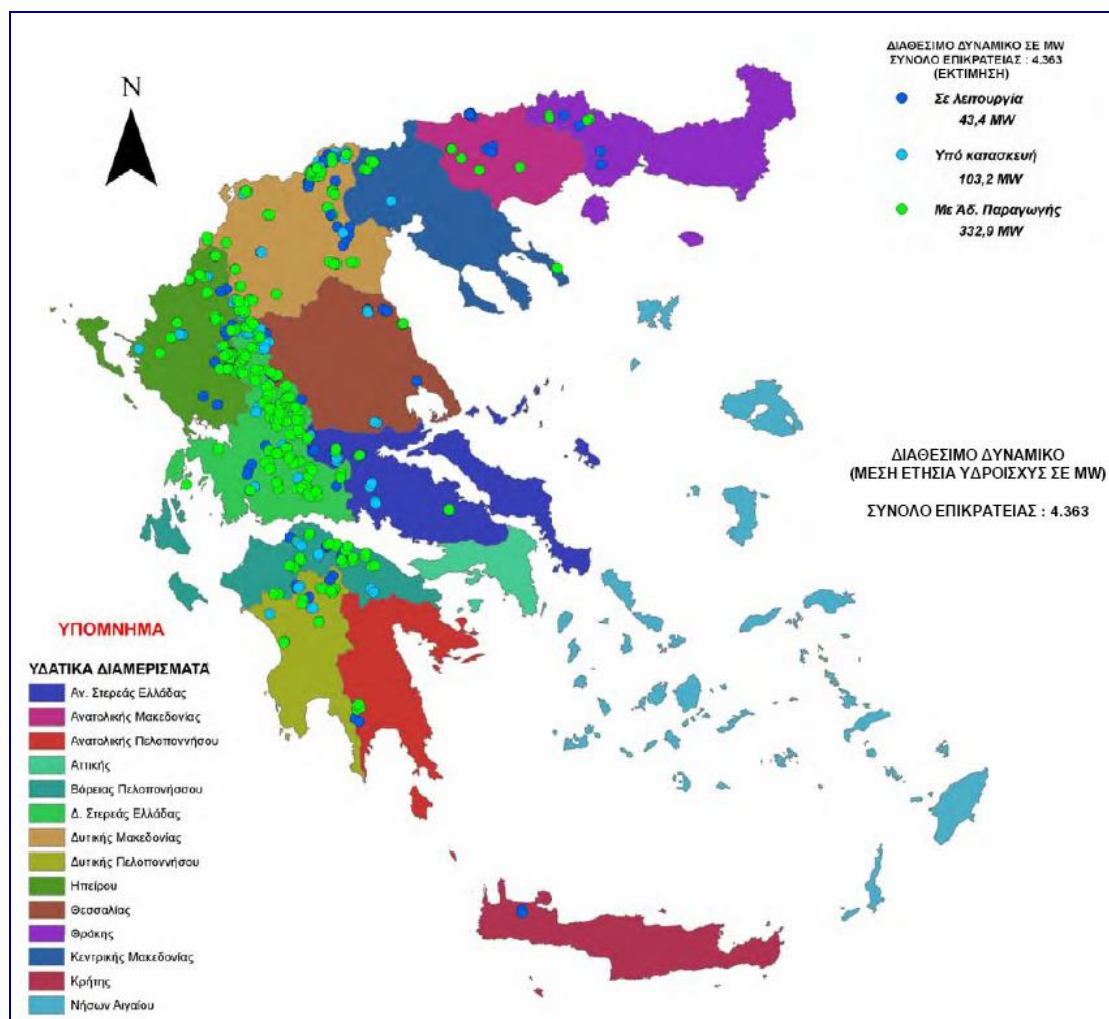 ΔΙΑΘΕΣΙΜΟ ΔΥΝΑΜΙΚΟ ΣΕ MW
ΣΥΝΟΛΟ ΕΠΙΚΡΑΤΕΙΑΣ : 4.363
(ΕΚΤΙΜΗΣΗ)
N
Σε λειτουργία
43,4 MW
Υπό κατασκευή
103,2 MW
Με Άδ. Παραγωγής
332,9 MW
ΔΙΑΘΕΣΙΜΟ ΔΥΝΑΜΙΚΟ
(ΜΕΣΗ ΕΤΗΣΙΑ ΥΔΡΟΙΣΧΥΣ ΣΕ MW)
ΣΥΝΟΛΟ ΕΠΙΚΡΑΤΕΙΑΣ : 4.363
ΥΠΟΜΝΗΜΑ
ΥΔΑΤΙΚΑ ΔΙΑΜΕΡΙΣΜΑΤΑ
Αν. Στερεάς Ελλάδας
Ανατολικής Μακεδονίας
Ανατολικής Πελοποννήσου
Αττικής
Βόρειας Πελοποννήσσου
Δ. Στερεάς Ελλάδας
Δυτικής Μακεδονίας
Δυτικής Πελοποννήσου
Ηπείρου
Θεσσαλίας
Θράκης
Κεντρικής Μακεδονίας
Κρήτης
Νήσων Αιγαίου